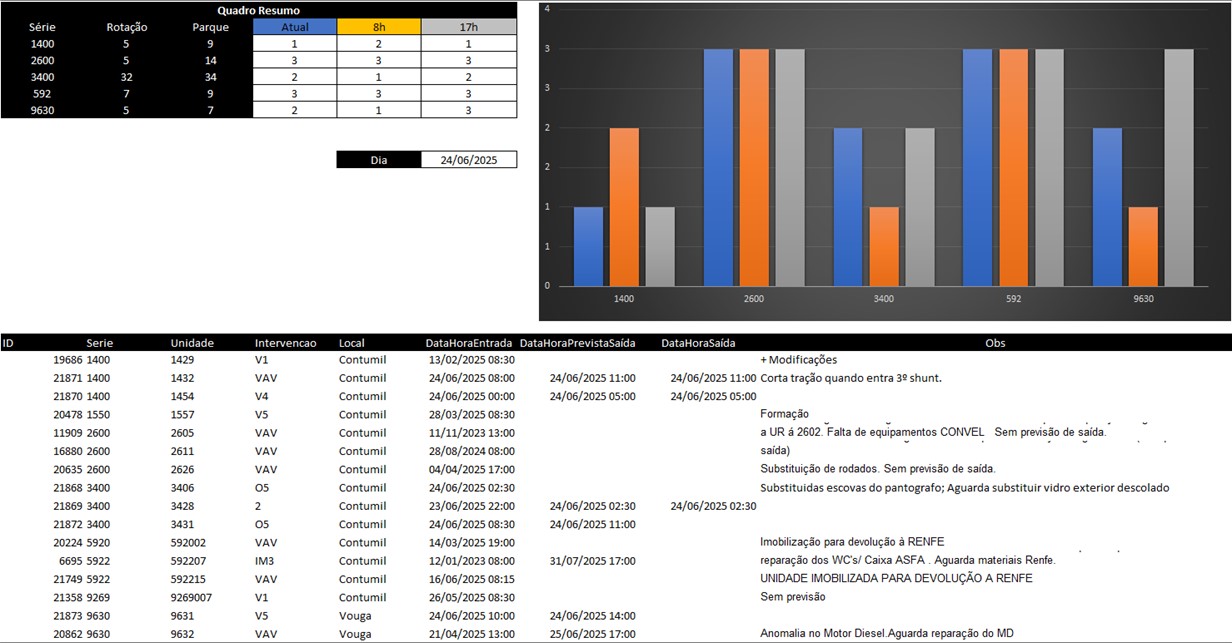 Quadro Resumo
Série Rotação Parque Atual 8h 17h
1400 5 9 1 2 1
2600 5 14 3 3 3
3400 32 34 2 1 2
592 7 9 3 3 3
9630 5 7 2 1 3
Dia 24/06/2025
4
3
3
2
2
1
1
0
1400 2600 3400 592 9630
ID Serie Unidade Intervencao Local DataHoraEntrada DataHoraPrevistaSaída DataHoraSaída Obs
19686 1400 1429 V1 Contumil 13/02/2025 08:30 + Modificações
21871 1400 1432 VAV Contumil 24/06/2025 08:00 24/06/2025 11:00 24/06/2025 11:00 Corta tração quando entra 3º shunt.
21870 1400 1454 V4 Contumil 24/06/2025 00:00 24/06/2025 05:00 24/06/2025 05:00
20478 1550 1557 V5 Contumil 28/03/2025 08:30 Formação
11909 2600 2605 VAV Contumil 11/11/2023 13:00 a UR á 2602. Falta de equipamentos CONVEL Sem previsão de saída.
16880 2600 2611 VAV Contumil 28/08/2024 08:00 saída)
20635 2600 2626 VAV Contumil 04/04/2025 17:00 Substituição de rodados. Sem previsão de saída.
21868 3400 3406 O5 Contumil 24/06/2025 02:30 Substituidas escovas do pantografo; Aguarda substituir vidro exterior descolado
21869 3400 3428 2 Contumil 23/06/2025 22:00 24/06/2025 02:30 24/06/2025 02:30
21872 3400 3431 O5 Contumil 24/06/2025 08:30 24/06/2025 11:00
20224 5920 592002 VAV Contumil 14/03/2025 19:00 Imobilização para devolução à RENFE
6695 5922 592207 IM3 Contumil 12/01/2023 08:00 31/07/2025 17:00 reparação dos WC's/ Caixa ASFA . Aguarda materiais Renfe.
21749 5922 592215 VAV Contumil 16/06/2025 08:15 UNIDADE IMOBILIZADA PARA DEVOLUÇÃO A RENFE
21358 9269 9269007 V1 Contumil 26/05/2025 08:30 Sem previsão
21873 9630 9631 V5 Vouga 24/06/2025 10:00 24/06/2025 14:00
20862 9630 9632 VAV Vouga 21/04/2025 13:00 25/06/2025 17:00 Anomalia no Motor Diesel.Aguarda reparação do MD